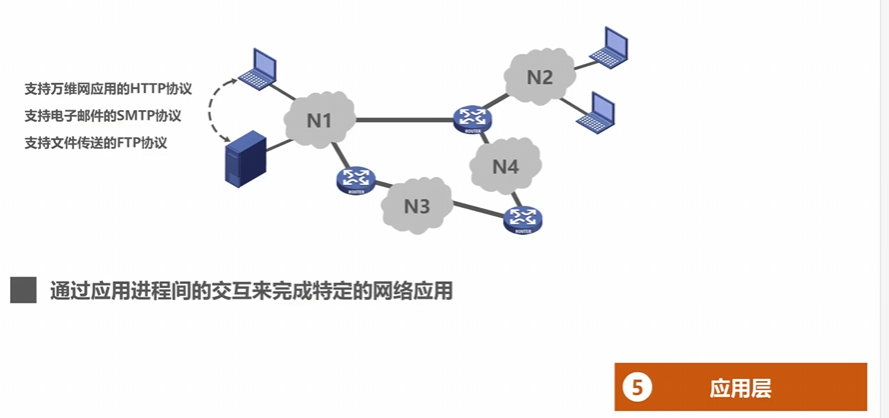 支持万维网应用的HTTP协议
支持电子邮件的SMTP协议
支持文件传送的FTP协议
N1
N2
ROUTER
N4
ROUTER
N3
ROUTER
通过应用进程间的交互来完成特定的网络应用
5 应用层